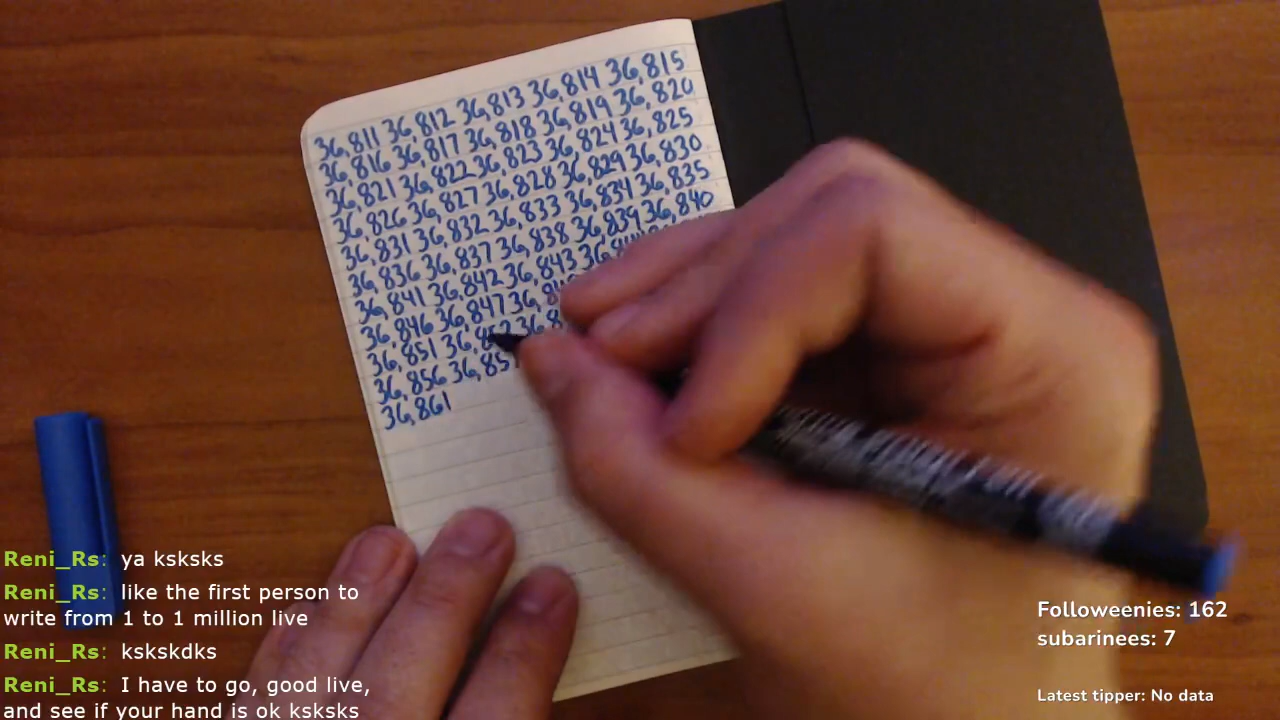 36,811 36,812 36,813 36,814 36,815
36,816 36,817 36,818 36,819 36,820
36,821 36,822 36,823 36,824 36,825
36,826 36,827 36,828 36,829 36,830
36,831 36,832 36,833 36,834 36,835
36,836 36,837 36,838 36,839 36,840
36,841 36,842 36,843
36,846 36,847
36,851 36,852
36,856 36,857
36,861
Reni_Rs: ya ksksks
Reni_Rs: like the first person to
write from 1 to 1 million live
Reni_Rs: kskskdks
Reni_Rs: I have to go, good live,
and see if your hand is ok ksksks
Followeenies: 162
subarinees: 7
Latest tipper: No data